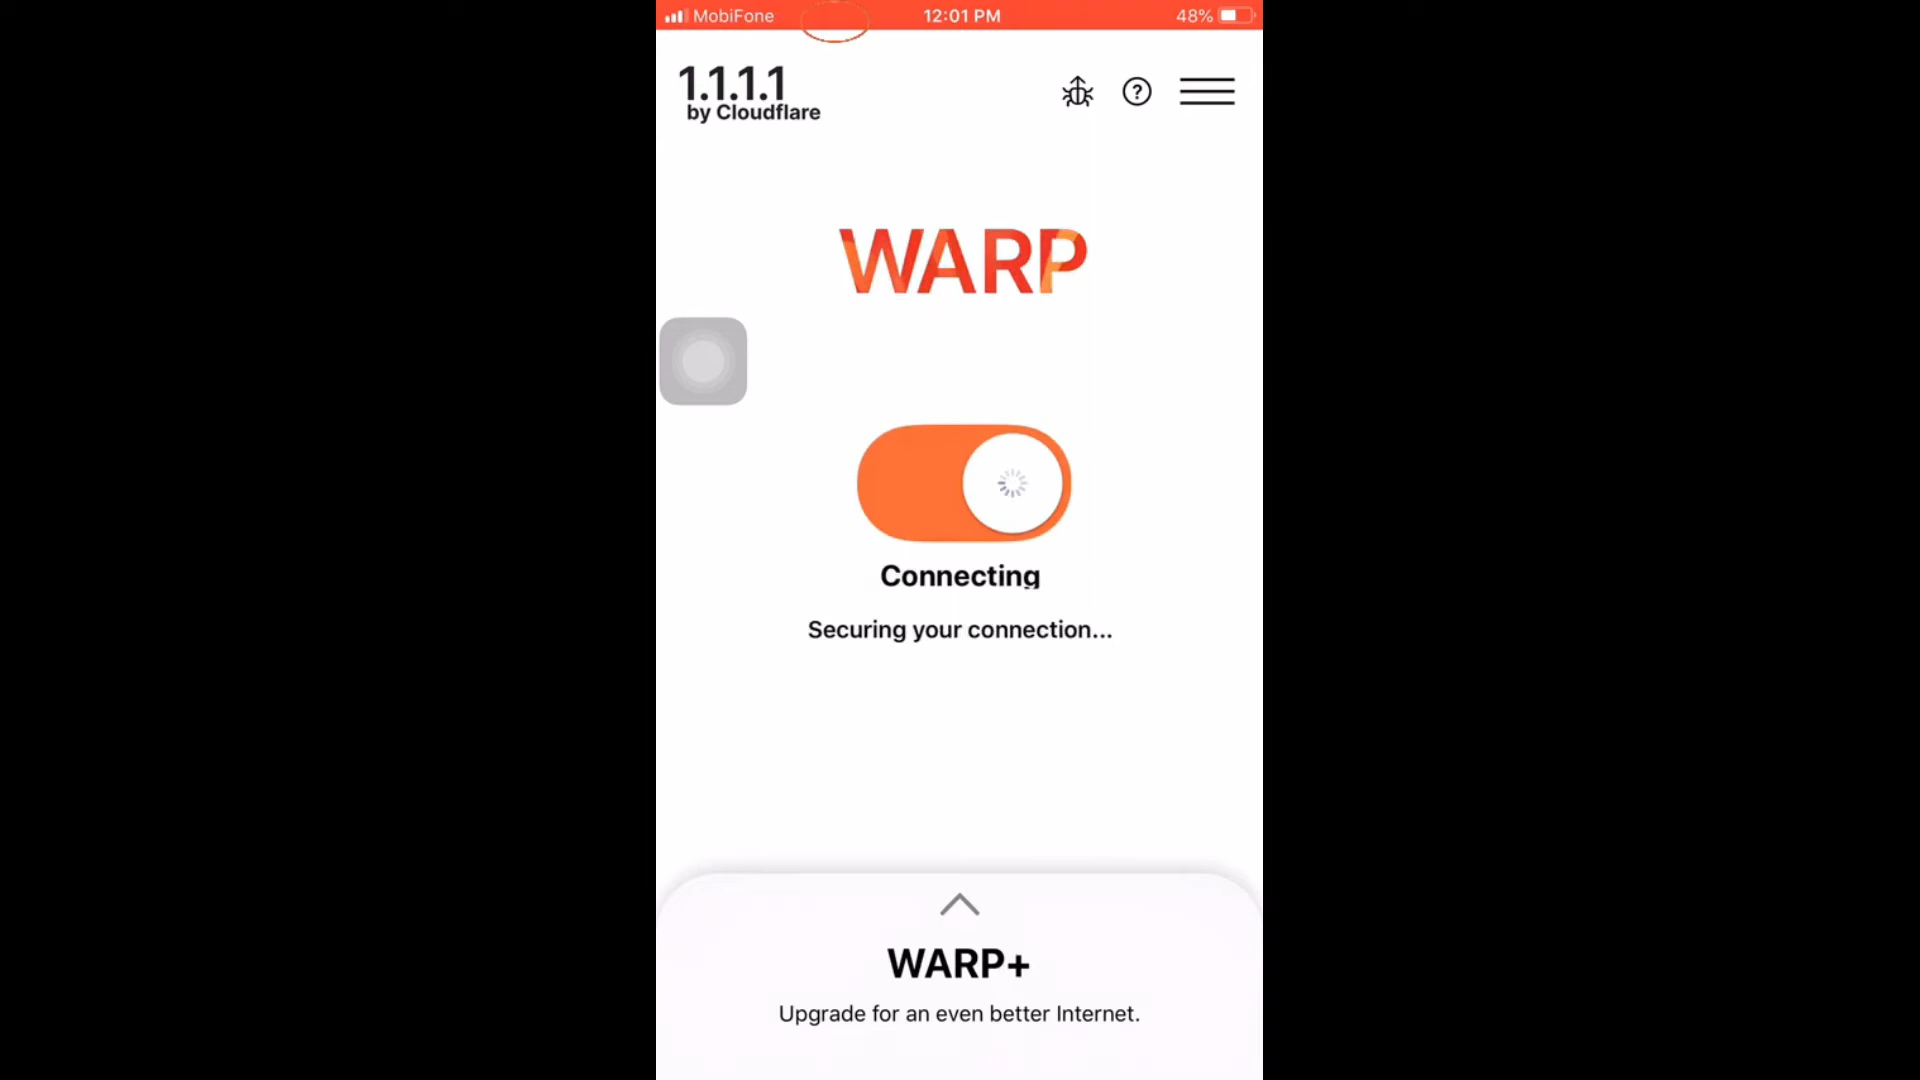 MobiFone 12:01 PM 48%
1.1.1.1
by Cloudflare
?
WARP
Connecting
Securing your connection...
WARP+
Upgrade for an even better Internet.